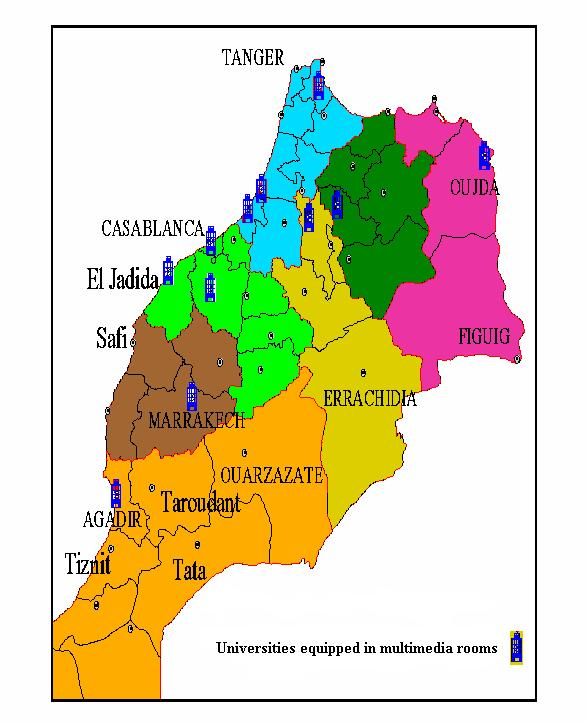 TANGER
OUJDA
CASABLANCA
El Jadida
Safi
FIGUIG
ERRACHIDIA
MARRAKECH
OUARZAZATE
Taroudant
AGADIR
Tiznit
Tata
Universities equipped in multimedia rooms